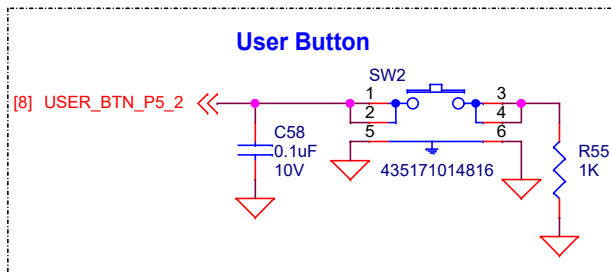 User Button
SW2
[8] USER_BTN_P5_2
1
3
2
4
5
6
C58
0.1uF
10V
435171014816
R55
1K